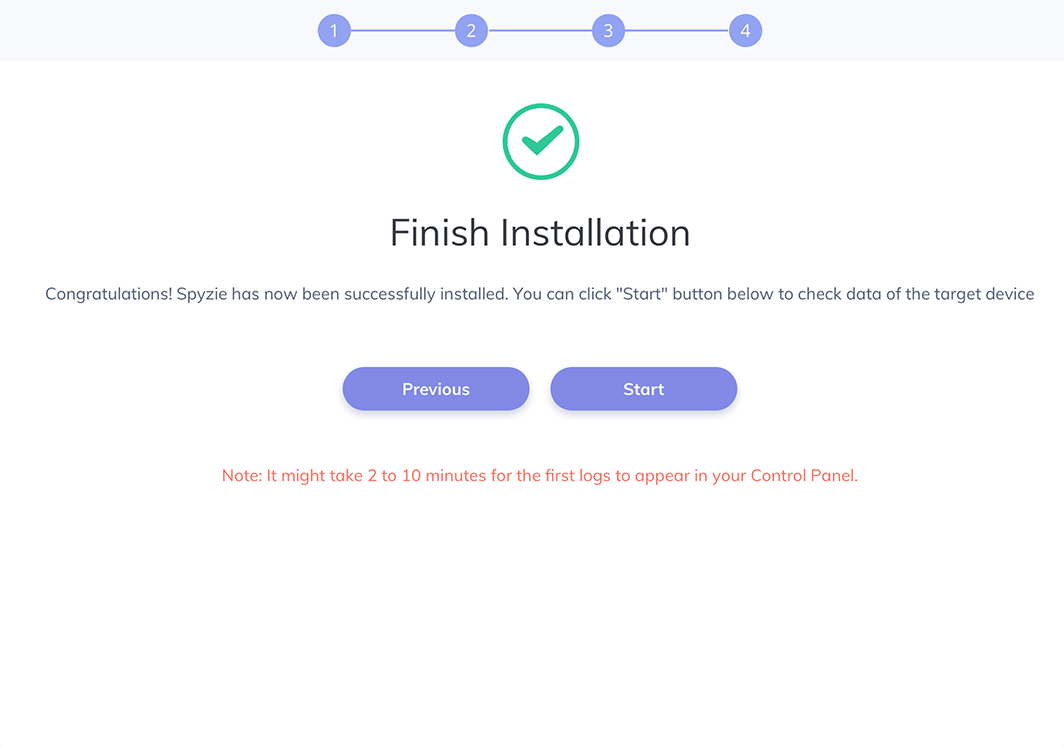 1 2 3 4
Finish Installation
Congratulations! Spyzie has now been successfully installed. You can click "Start" button below to check data of the target device
Previous Start
Note: It might take 2 to 10 minutes for the first logs to appear in your Control Panel.